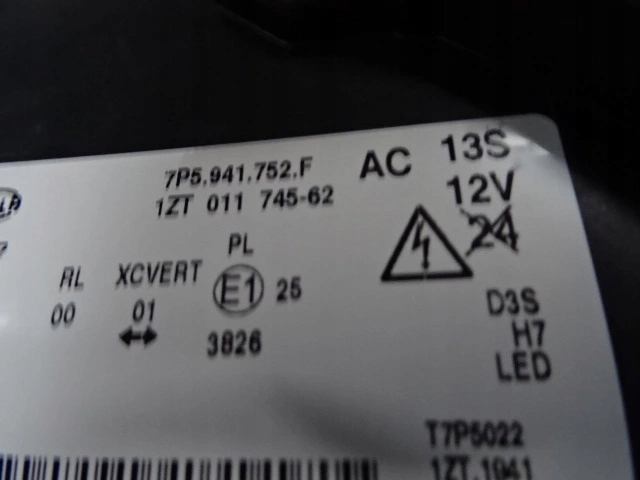 7P5.941.752.F AC 13S
1ZT 011 745-62 12V
24
PL
RL XCVERT E1 25
00 01 3826
D3S
H7
LED
T7P5022
1ZT.1941